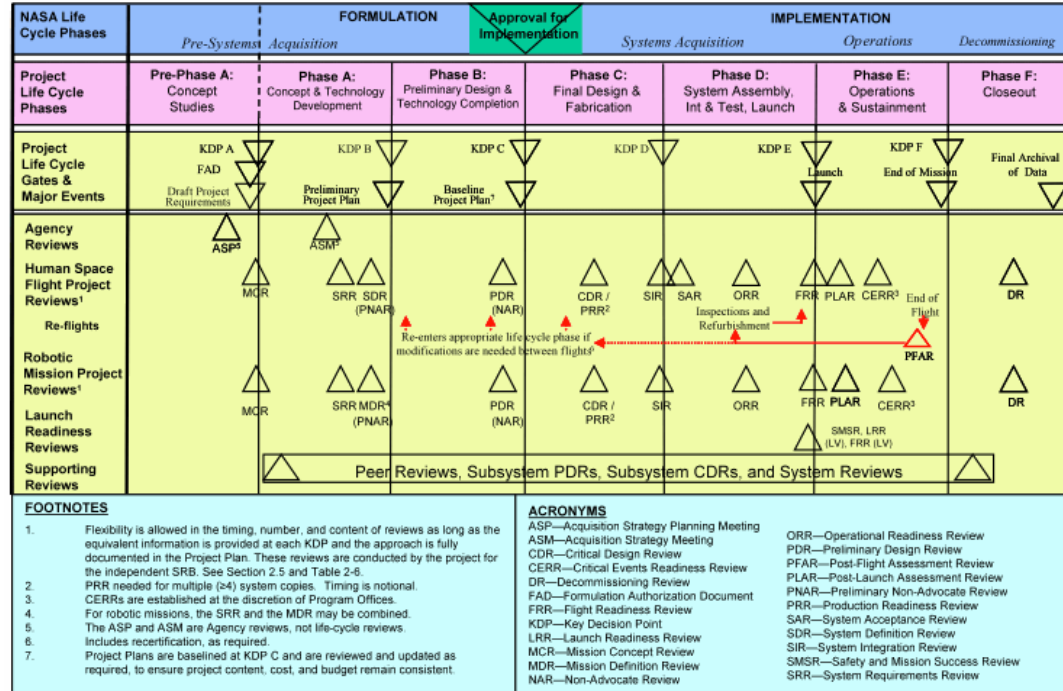 NASA Life
Cycle Phases
FORMULATION
Approval for
Implementation
IMPLEMENTATION
Pre-Systems Acquisition
Systems Acquisition
Operations
Decommissioning
Project
Life Cycle
Phases
Pre-Phase A:
Concept
Studies
Phase A:
Concept & Technology
Development
Phase B:
Preliminary Design &
Technology Completion
Phase C:
Final Design &
Fabrication
Phase D:
System Assembly,
Int & Test, Launch
Phase E:
Operations
& Sustainment
Phase F:
Closeout
Project
Life Cycle
Gates &
Major Events
KDP A
FAD
Draft Project
Requirements
KDP B
Preliminary
Project Plan
KDP C
Baseline
Project Plan7
KDP D
KDP E
Launch
KDP F
End of Mission
Final Archival
of Data
Agency
Reviews
ASP5
ASM5
Human Space
Flight Project
Reviews1
MCR
SRR
SDR
(PNAR)
PDR
(NAR)
CDR /
PRR2
SIR
SAR
ORR
FRR
PLAR
CERR3
DR
Re-flights
Re-enters appropriate life cycle phase if
modifications are needed between flights6
Inspections and
Refurbishment
End of
Flight
PFAR
Robotic
Mission Project
Reviews1
MCR
SRR
MDR4
(PNAR)
PDR
(NAR)
CDR /
PRR2
SIR
ORR
FRR
PLAR
CERR3
DR
Launch
Readiness
Reviews
SMSR, LRR
(LV), FRR (LV)
Supporting
Reviews
Peer Reviews, Subsystem PDRs, Subsystem CDRs, and System Reviews
FOOTNOTES
1. Flexibility is allowed in the timing, number, and content of reviews as long as the
equivalent information is provided at each KDP and the approach is fully
documented in the Project Plan. These reviews are conducted by the project for
the independent SRB. See Section 2.5 and Table 2-6.
2. PRR needed for multiple (≥4) system copies. Timing is notional.
3. CERRs are established at the discretion of Program Offices.
4. For robotic missions, the SRR and the MDR may be combined.
5. The ASP and ASM are Agency reviews, not life-cycle reviews.
6. Includes recertification, as required.
7. Project Plans are baselined at KDP C and are reviewed and updated as
required, to ensure project content, cost, and budget remain consistent.
ACRONYMS
ASP—Acquisition Strategy Planning Meeting
ASM—Acquisition Strategy Meeting
CDR—Critical Design Review
CERR—Critical Events Readiness Review
DR—Decommissioning Review
FAD—Formulation Authorization Document
FRR—Flight Readiness Review
KDP—Key Decision Point
LRR—Launch Readiness Review
MCR—Mission Concept Review
MDR—Mission Definition Review
NAR—Non-Advocate Review
ORR—Operational Readiness Review
PDR—Preliminary Design Review
PFAR—Post-Flight Assessment Review
PLAR—Post-Launch Assessment Review
PNAR—Preliminary Non-Advocate Review
PRR—Production Readiness Review
SAR—System Acceptance Review
SDR—System Definition Review
SIR—System Integration Review
SMSR—Safety and Mission Success Review
SRR—System Requirements Review